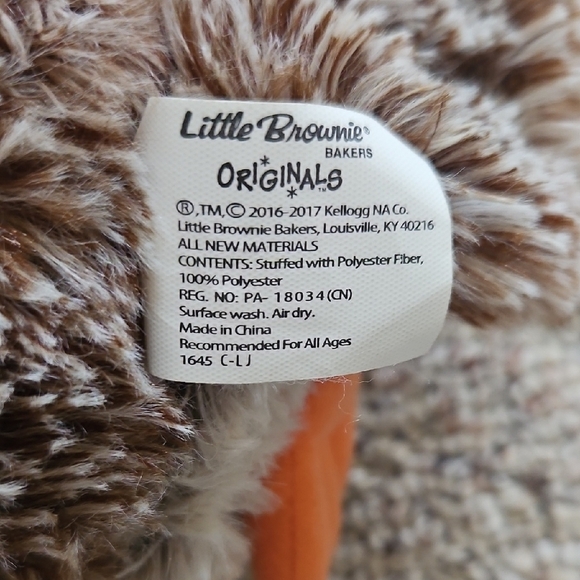 Little Brownie®
BAKERS
ORIGINALS™
®,TM,© 2016-2017 Kellogg NA Co.
Little Brownie Bakers, Louisville, KY 40216
ALL NEW MATERIALS
CONTENTS: Stuffed with Polyester Fiber,
100% Polyester
REG. NO: PA- 18034(CN)
Surface wash. Air dry.
Made in China
Recommended For All Ages
1645 (-LJ